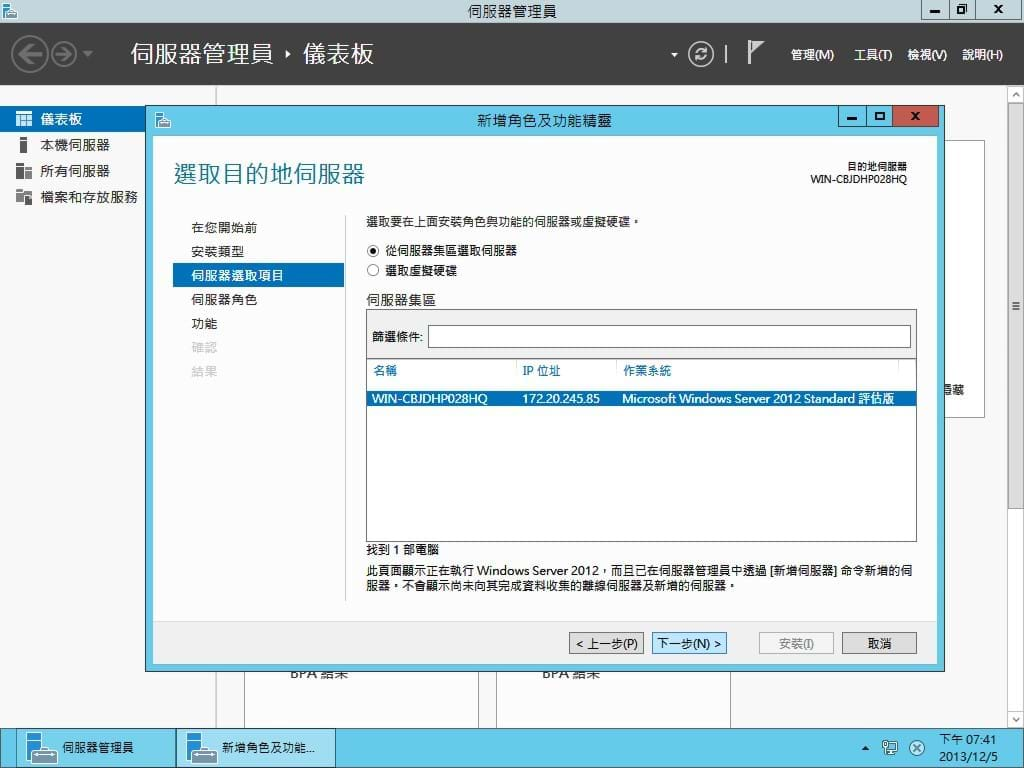 伺服器管理員
伺服器管理員 ‣ 儀表板
管理(M) 工具(T) 檢視(V) 說明(H)
儀表板
本機伺服器
所有伺服器
檔案和存放服務
新增角色及功能精靈
選取目的地伺服器
目的地伺服器
WIN-CBJDHP028HQ
在您開始前
安裝類型
伺服器選取項目
伺服器角色
功能
確認
結果
選取要在上面安裝角色與功能的伺服器或虛擬硬碟。
從伺服器集區選取伺服器
選取虛擬硬碟
伺服器集區
篩選條件:
名稱 IP 位址 作業系統
WIN-CBJDHP028HQ 172.20.245.85 Microsoft Windows Server 2012 Standard 評估版
找到 1 部電腦
此頁面顯示正在執行 Windows Server 2012，而且已在伺服器管理員中透過 [新增伺服器] 命令新增的伺
服器。不會顯示尚未向其完成資料收集的離線伺服器及新增的伺服器。
< 上一步(P) 下一步(N) > 安裝(I) 取消
隱藏
BPA 結果 BPA 結果
伺服器管理員 新增角色及功能...
下午 07:41
2013/12/5